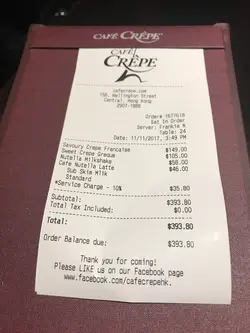 CAFE CRÊPE
CAFÉ
CRÊPE
cafecrepe.com
158, Wellington Street
Central, Hong Kong
2907-1888
Order 1671618
Eat In Order
Server: Frankie N
Table: 24
Date: 11/11/2017, 3:49 PM
Savoury Crepe Francaise $149.00
Sweet Crepe Grecque $105.00
Nutella Milkshake $58.00
Cafe Nutella Latte $46.00
Sub Skim Milk
Standard
*Service Charge - 10% $35.80
Subtotal: $393.80
Total Tax Included: $0.00
Total: $393.80
Order Balance due: $393.80
Thank you for coming!
Please LIKE us on our Facebook page
www.facebook.com/cafecrepehk.